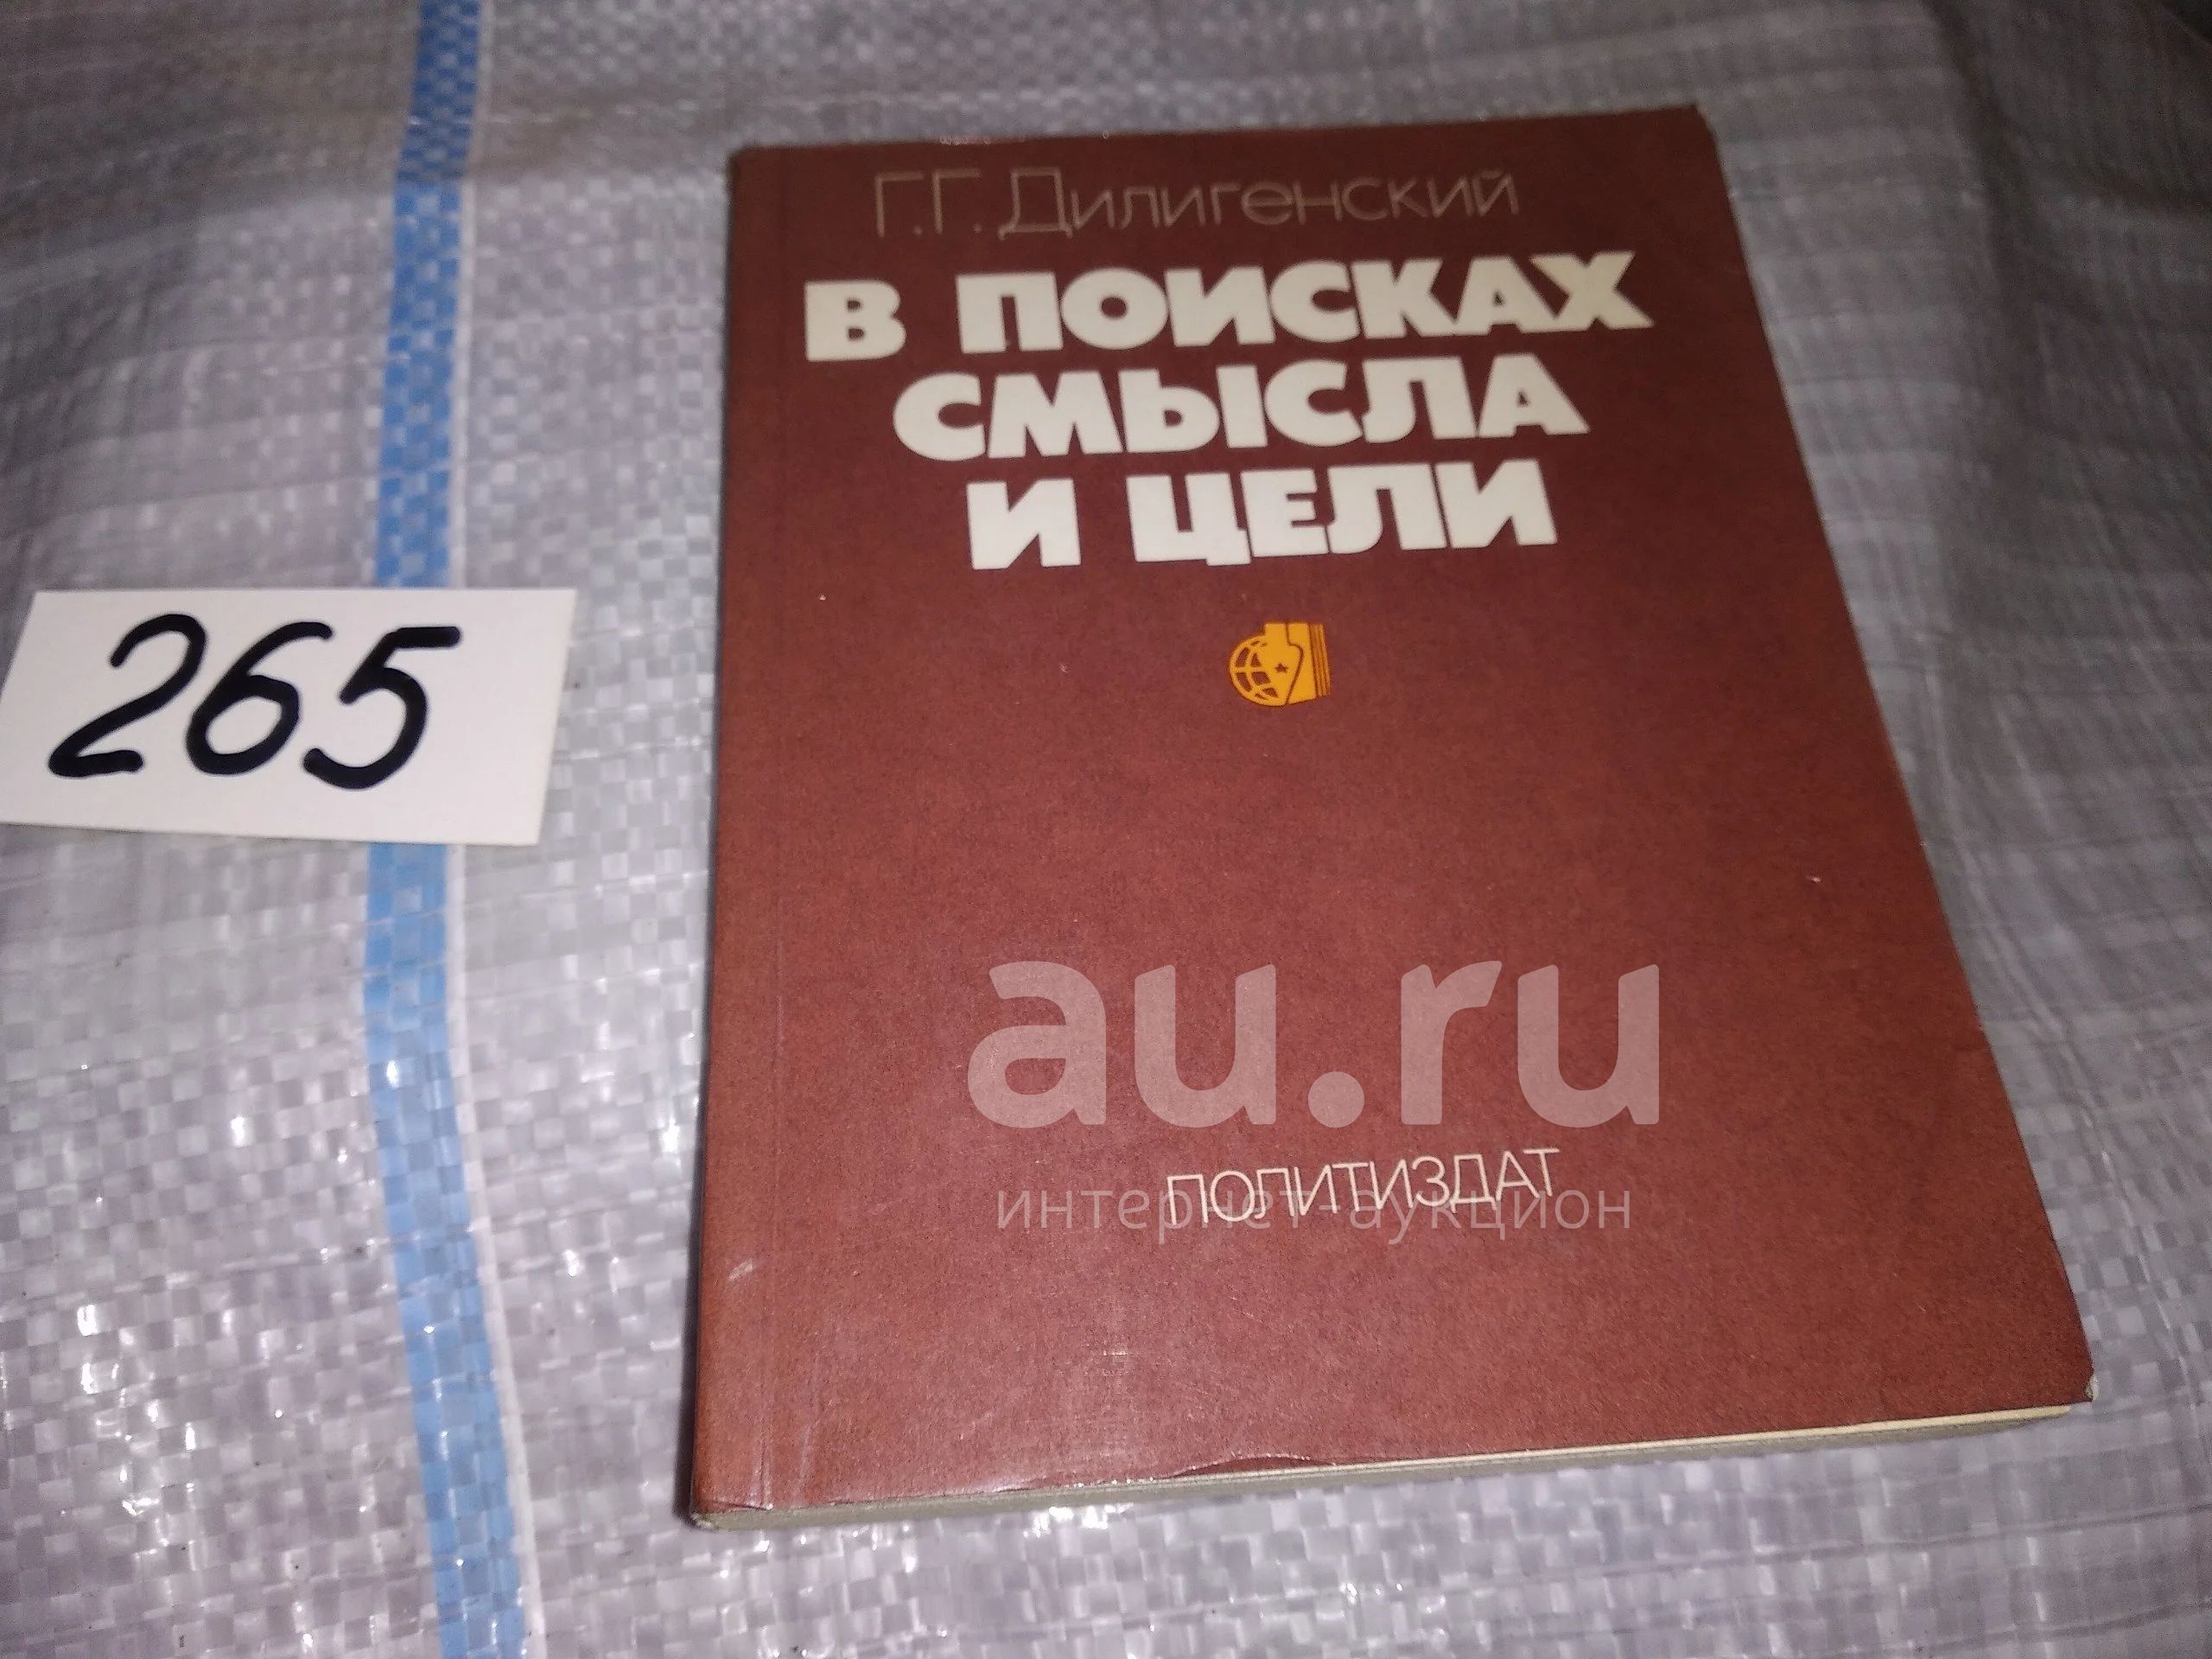 Г.Г. Дилигенский
В ПОИСКАХ
СМЫСЛА
И ЦЕЛИ
265
au.ru
ПОЛИТИЗДАТ
интернет-аукцион